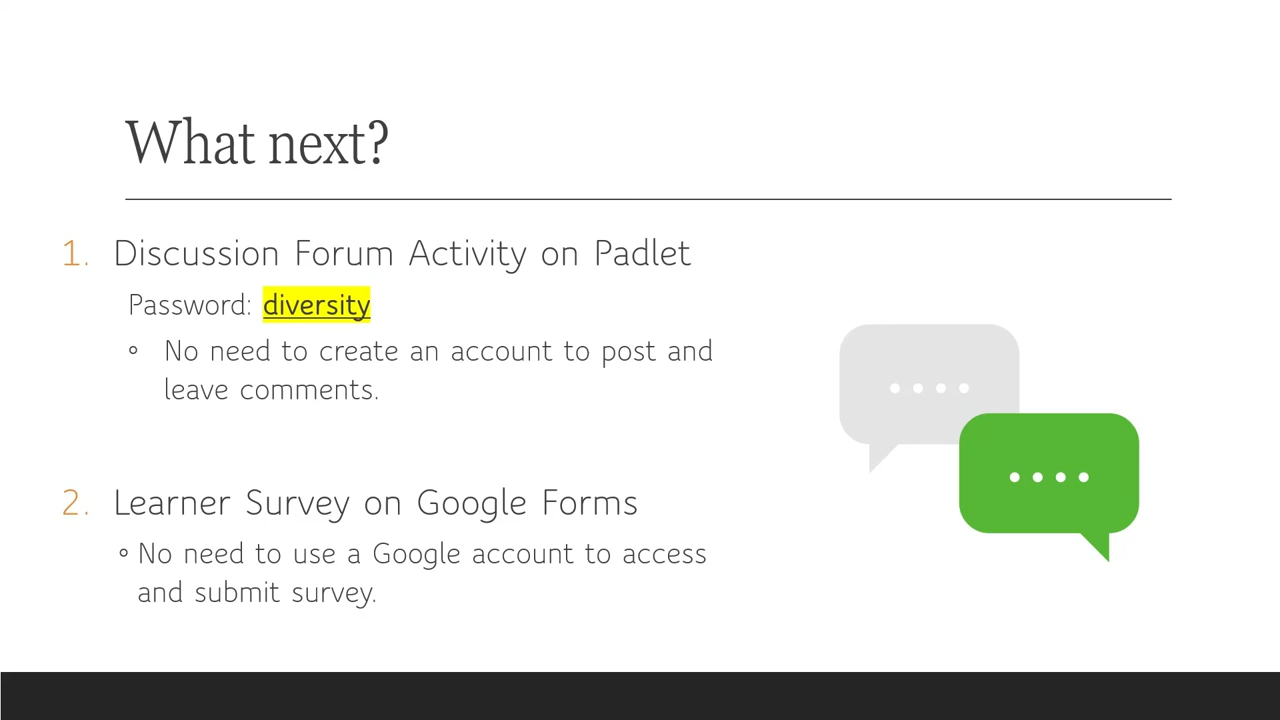 What next?
1. Discussion Forum Activity on Padlet
Password: diversity
◦ No need to create an account to post and
leave comments.
2. Learner Survey on Google Forms
◦ No need to use a Google account to access
and submit survey.